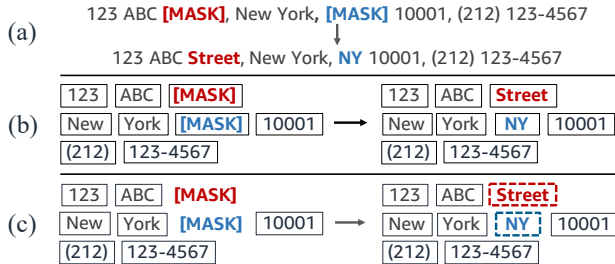 123 ABC [MASK], New York, [MASK] 10001, (212) 123-4567
(a)
123 ABC Street, New York, NY 10001, (212) 123-4567
123 ABC [MASK] 123 ABC Street
(b) New York [MASK] 10001 New York NY 10001
(212) 123-4567 (212) 123-4567
123 ABC [MASK] 123 ABC Street
(c) New York [MASK] 10001 New York NY 10001
(212) 123-4567 (212) 123-4567